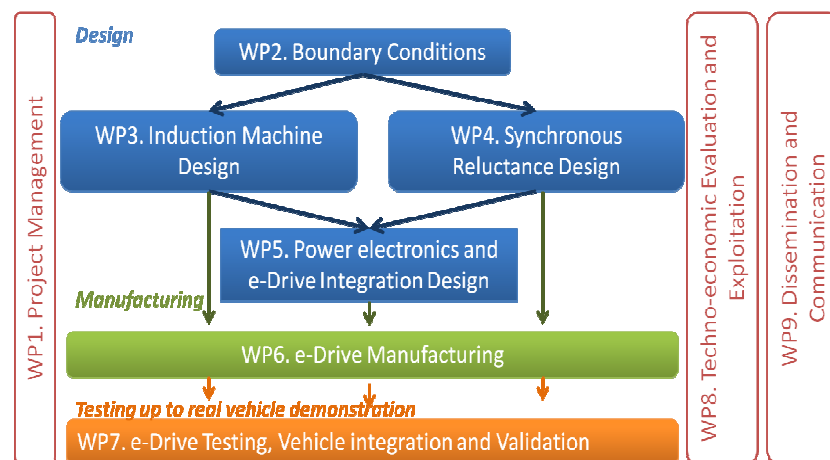 Design
WP2. Boundary Conditions
WP3. Induction Machine
Design
WP4. Synchronous
Reluctance Design
WP5. Power electronics and
e-Drive Integration Design
Manufacturing
WP6. e-Drive Manufacturing
Testing up to real vehicle demonstration
WP7. e-Drive Testing, Vehicle integration and Validation
WP1. Project Management
WP8. Techno-economic Evaluation and
Exploitation
WP9. Dissemination and
Communication